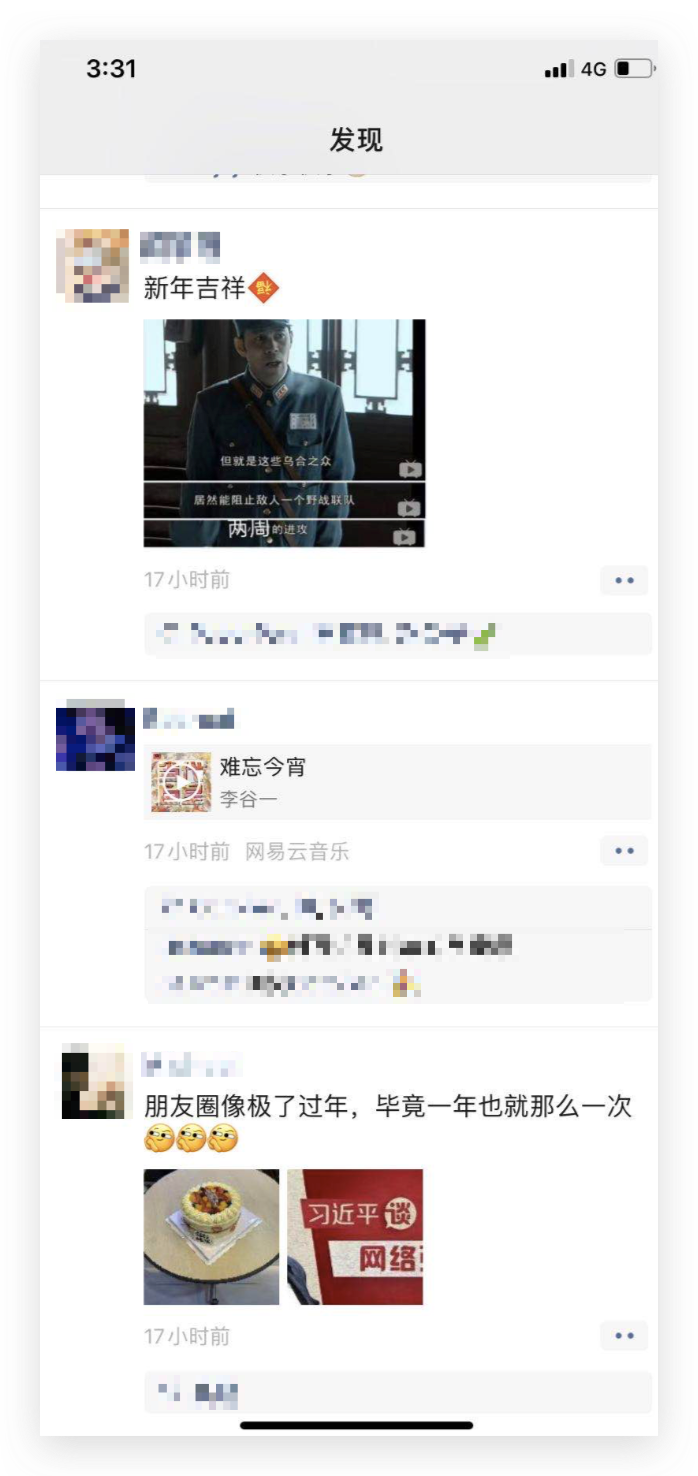 3:31
4G
发现
新年吉祥
福
但就是这些乌合之众
居然能阻止敌人一个野战联队
两周的进攻
17小时前
难忘今宵
李谷一
17小时前 网易云音乐
朋友圈像极了过年，毕竟一年也就那么一次
习近平谈
网络
17小时前